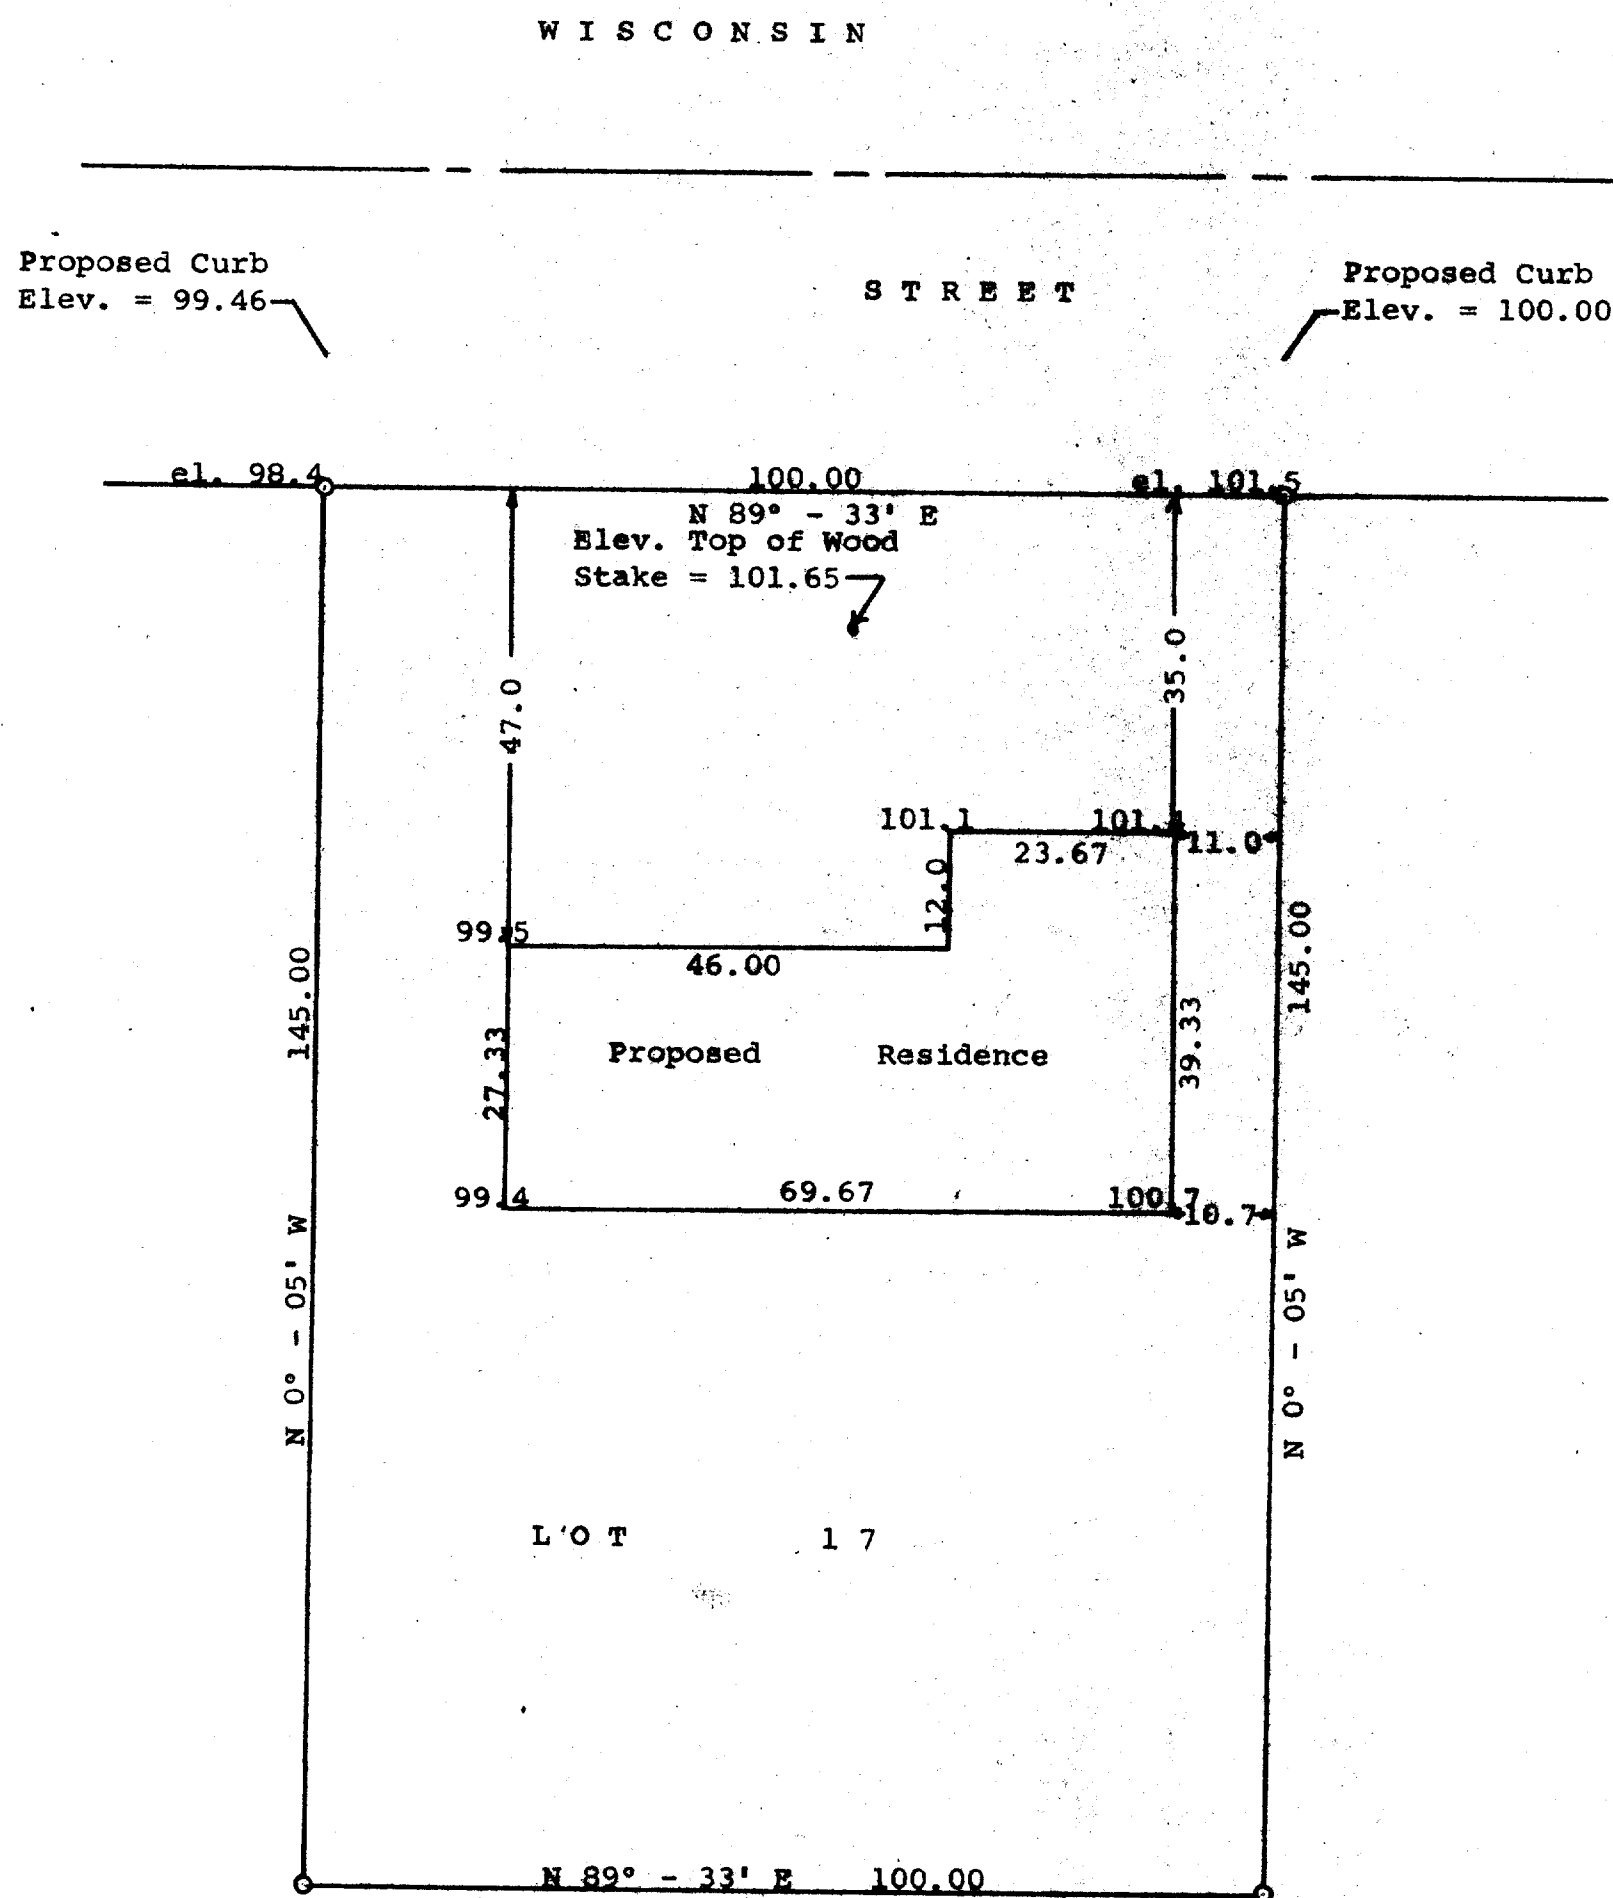 WISCONSIN
Proposed Curb
Elev. = 99.46
STREET
Proposed Curb
Elev. = 100.00
el. 98.4
100.00
el. 101.5
N 89° - 33' E
Elev. Top of Wood
Stake = 101.65
47.0
35.0
101.1
23.67
11.0
12.0
99.5
46.00
145.00
145.00
27.33
Proposed Residence
39.33
99.4
69.67
100.7
10.7
N 0° - 05' W
N 0° - 05' W
LOT 17
N 89° - 33' E 100.00